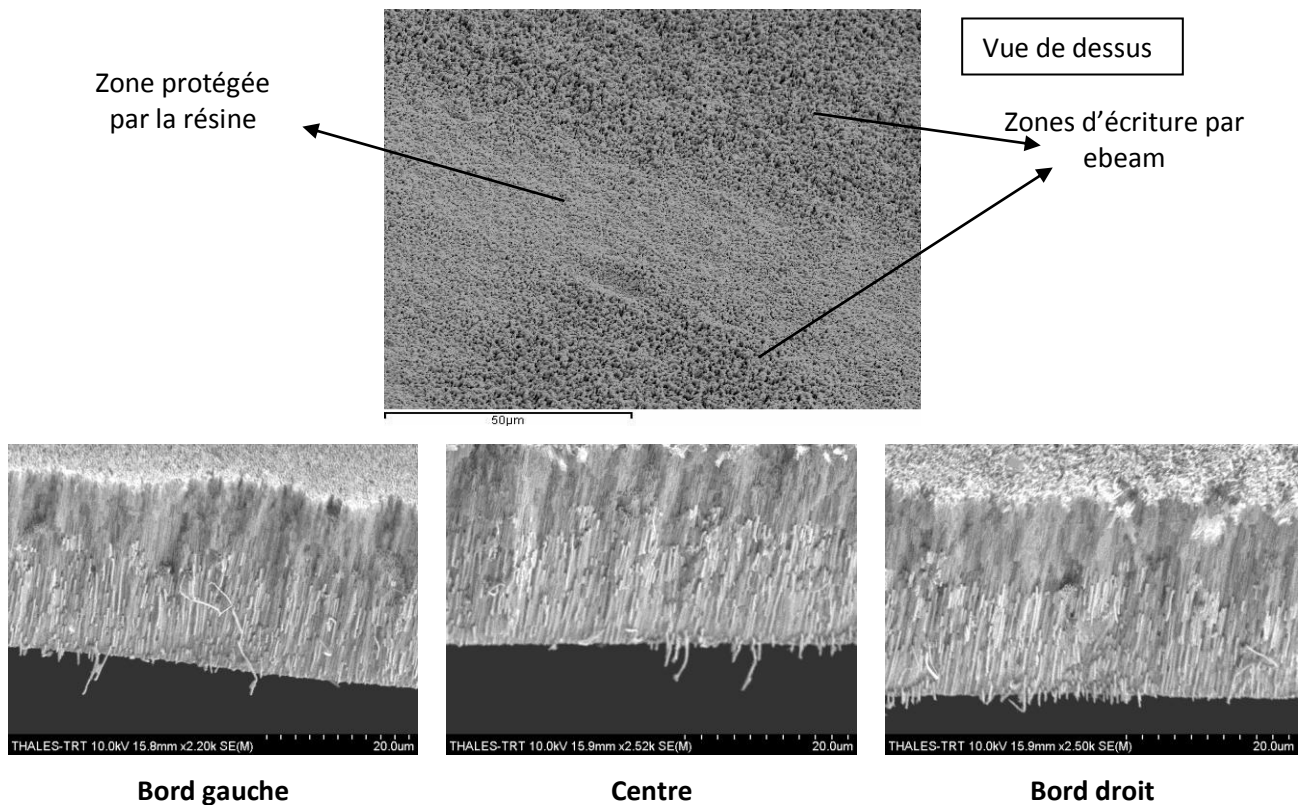 Vue de dessus
Zone protégée
par la résine
Zones d’écriture par
ebeam
50µm
THALES-TRT 10.0kV 15.8mm x2.20k SE(M) 20.0um
THALES-TRT 10.0kV 15.9mm x2.52k SE(M) 20.0um
THALES-TRT 10.0kV 15.9mm x2.50k SE(M) 20.0um
Bord gauche
Centre
Bord droit